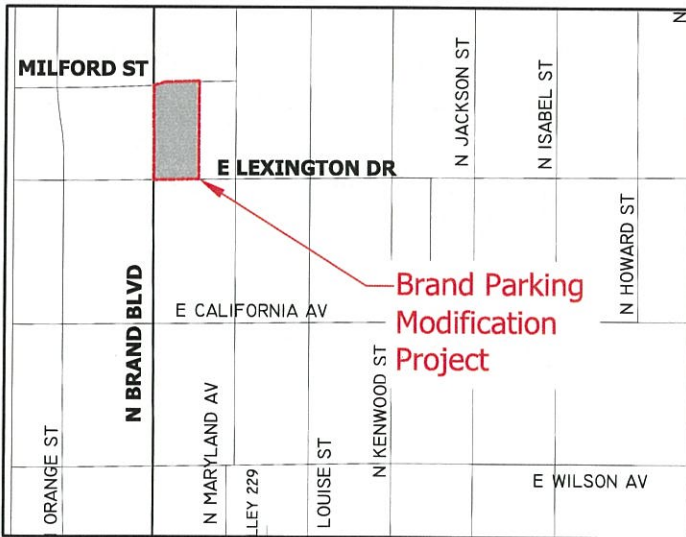 N
MILFORD ST
N JACKSON ST
N ISABEL ST
E LEXINGTON DR
N HOWARD ST
Brand Parking
Modification
Project
E CALIFORNIA AV
N BRAND BLVD
N MARYLAND AV
N KENWOOD ST
ORANGE ST
LLEY 229
LOUISE ST
E WILSON AV